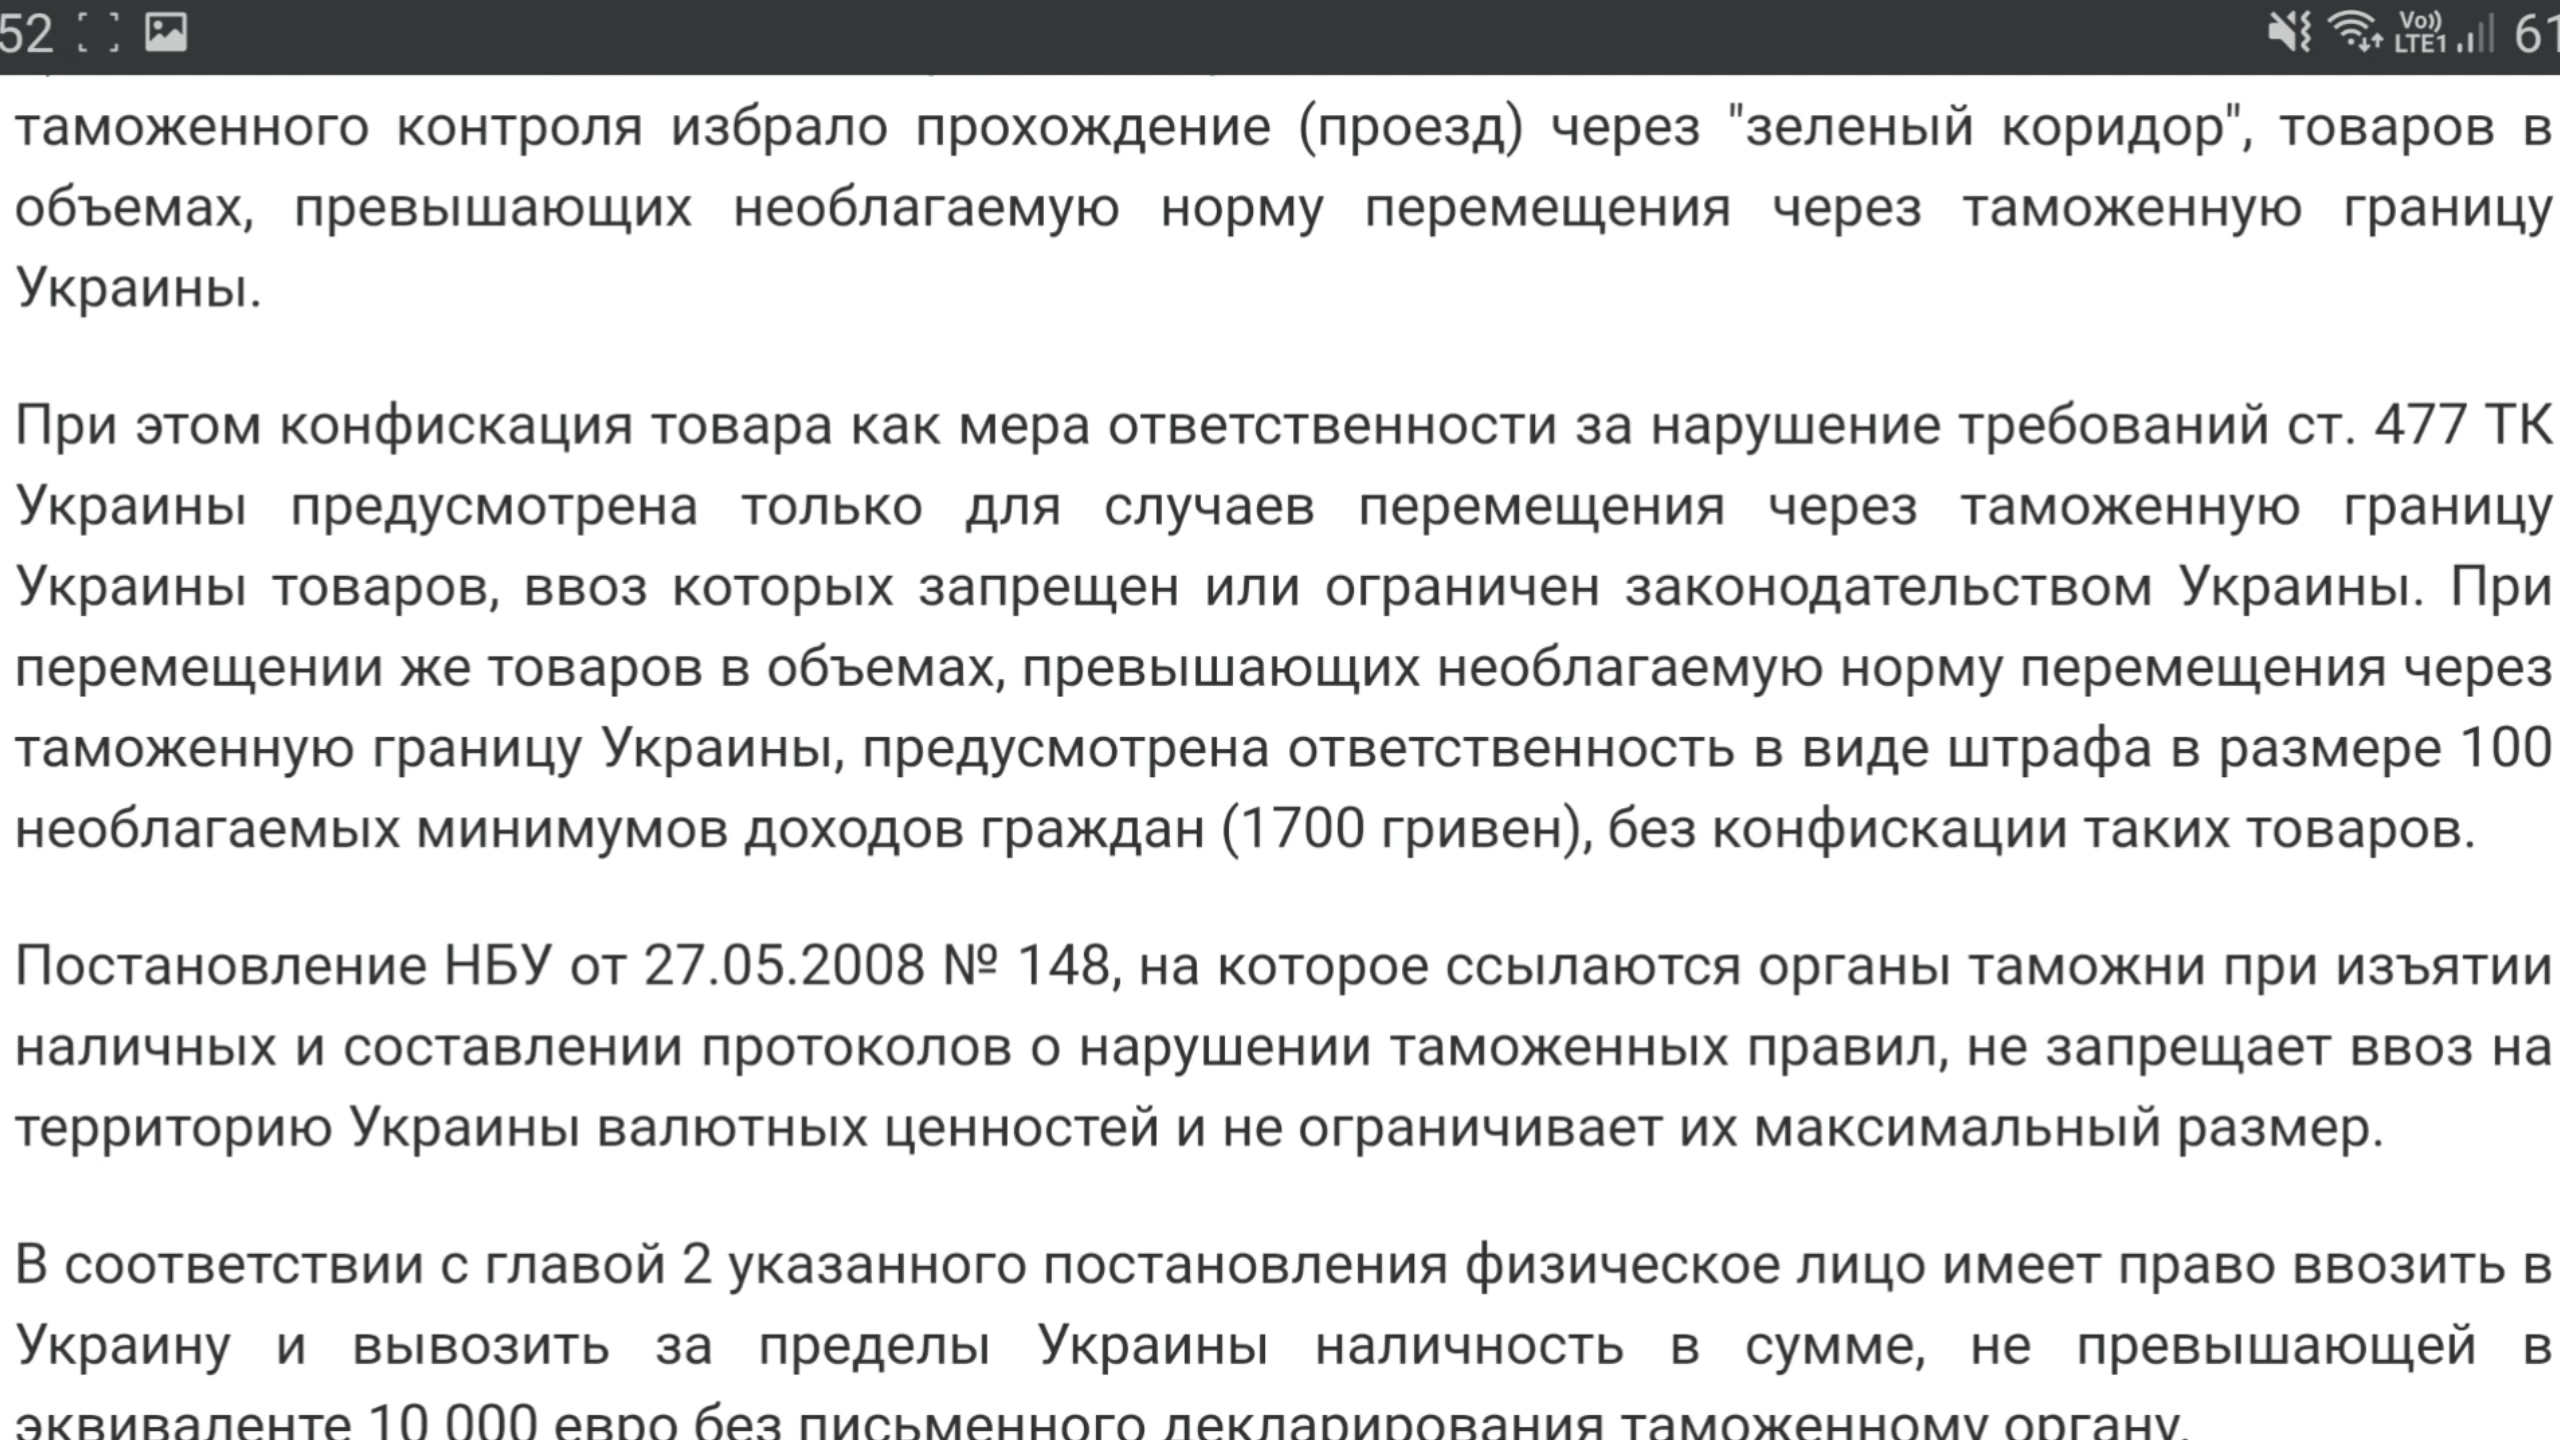 52
Vo))
LTE1
61
таможенного контроля избрало прохождение (проезд) через "зеленый коридор", товаров в
объемах, превышающих необлагаемую норму перемещения через таможенную границу
Украины.
При этом конфискация товара как мера ответственности за нарушение требований ст. 477 ТК
Украины предусмотрена только для случаев перемещения через таможенную границу
Украины товаров, ввоз которых запрещен или ограничен законодательством Украины. При
перемещении же товаров в объемах, превышающих необлагаемую норму перемещения через
таможенную границу Украины, предусмотрена ответственность в виде штрафа в размере 100
необлагаемых минимумов доходов граждан (1700 гривен), без конфискации таких товаров.
Постановление НБУ от 27.05.2008 № 148, на которое ссылаются органы таможни при изъятии
наличных и составлении протоколов о нарушении таможенных правил, не запрещает ввоз на
территорию Украины валютных ценностей и не ограничивает их максимальный размер.
В соответствии с главой 2 указанного постановления физическое лицо имеет право ввозить в
Украину и вывозить за пределы Украины наличность в сумме, не превышающей в
эквиваленте 10 000 евро без письменного декларирования таможенному органу.